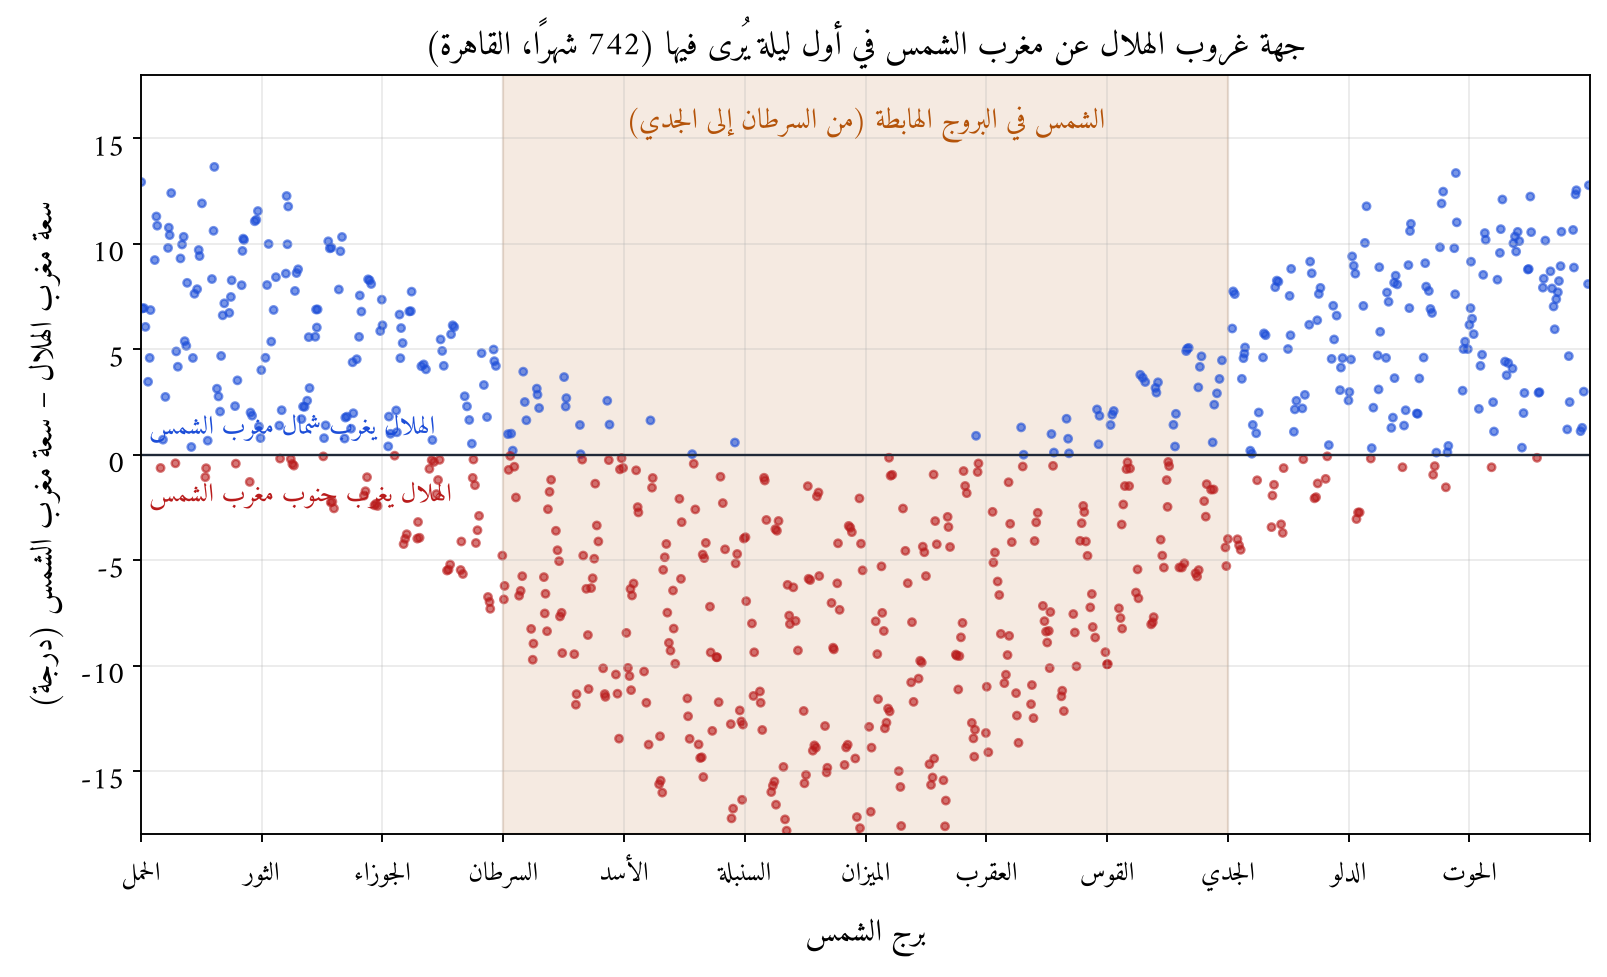 جهة غروب الهلال عن مغرب الشمس في أول ليلة يُرى فيها (742 شهرًا، القاهرة)
الشمس في البروج الهابطة (من السرطان إلى الجدي)
سعة مغرب الهلال − سعة مغرب الشمس (درجة)
15
10
5
0
-5
-10
-15
الهلال يغرب شمال مغرب الشمس
الهلال يغرب جنوب مغرب الشمس
الحمل
الثور
الجوزاء
السرطان
الأسد
السنبلة
الميزان
العقرب
القوس
الجدي
الدلو
الحوت
برج الشمس